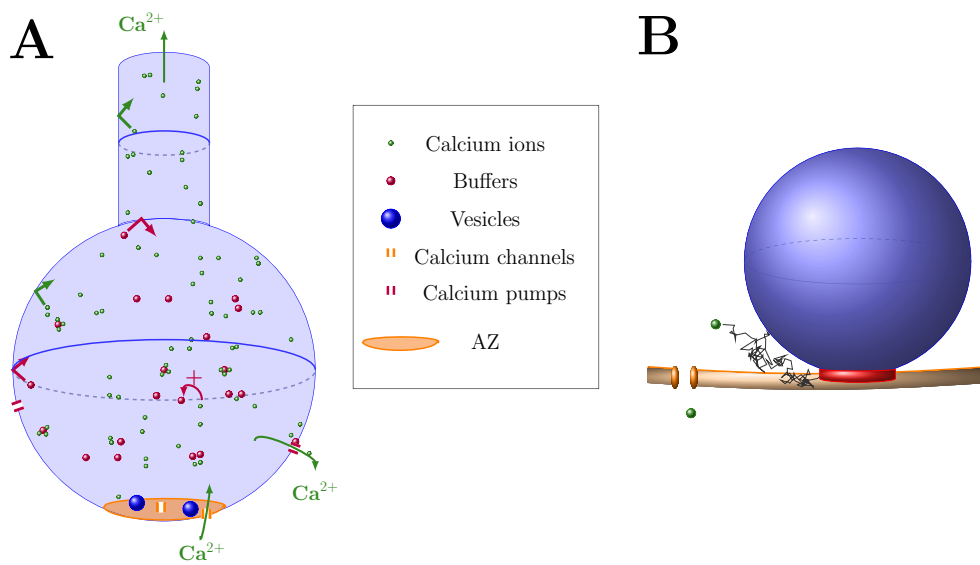 A
B
Ca2+
Calcium ions
Buffers
Vesicles
Calcium channels
Calcium pumps
AZ
Ca2+
Ca2+